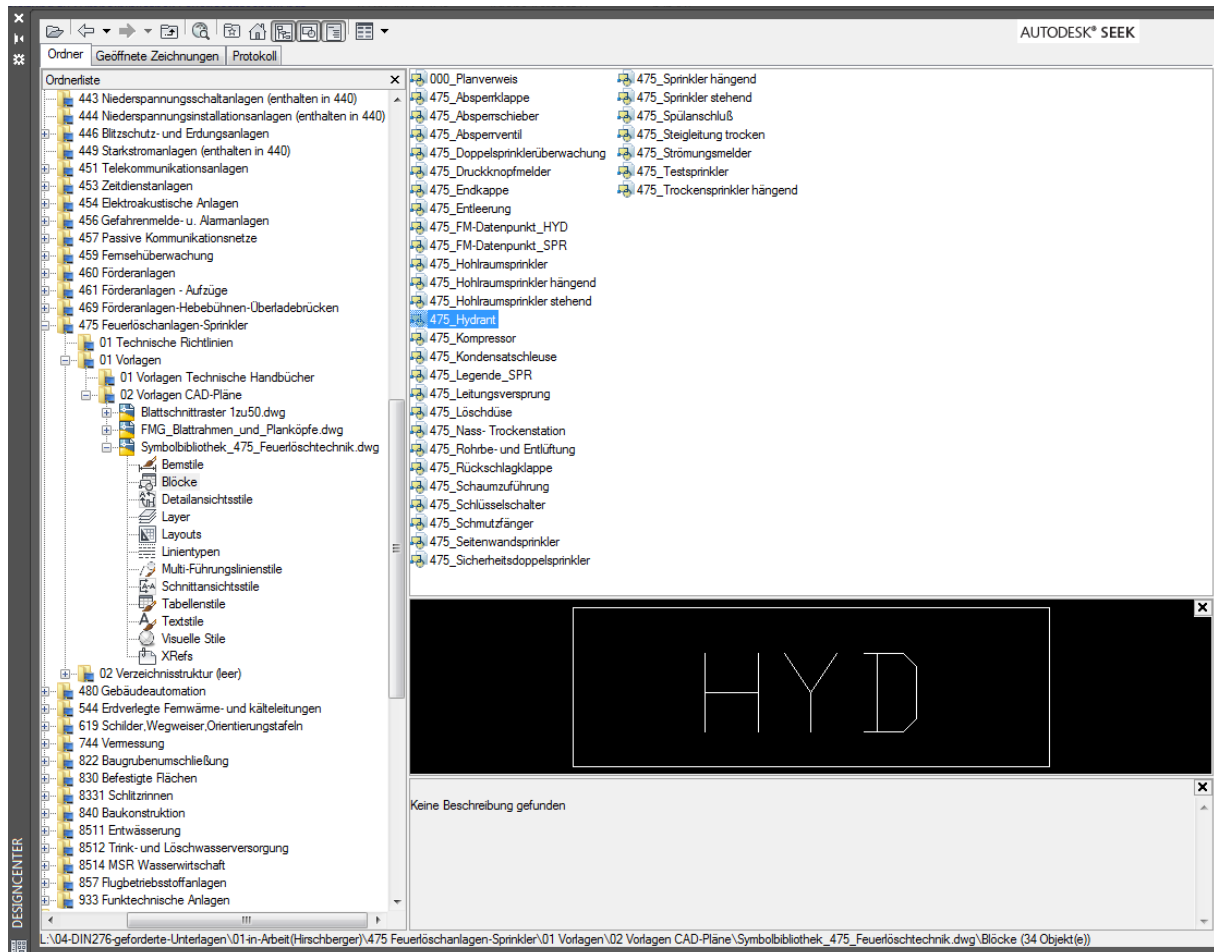 AUTODESK® SEEK
Ordner
Geöffnete Zeichnungen
Protokoll
Ordnerliste
443 Niederspannungsschaltanlagen (enthalten in 440)
444 Niederspannungsinstallationsanlagen (enthalten in 440)
446 Blitzschutz- und Erdungsanlagen
449 Starkstromanlagen (enthalten in 440)
451 Telekommunikationsanlagen
453 Zeitdienstanlagen
454 Elektroakustische Anlagen
456 Gefahrenmelde- u. Alarmanlagen
457 Passive Kommunikationsnetze
459 Fernsehüberwachung
460 Förderanlagen
461 Förderanlagen - Aufzüge
469 Förderanlagen-Hebebühnen-Überladebrücken
475 Feuerlöschanlagen-Sprinkler
01 Technische Richtlinien
01 Vorlagen
01 Vorlagen Technische Handbücher
02 Vorlagen CAD-Pläne
Blattschnittraster 1zu50.dwg
FMG_Blattrahmen_und_Planköpfe.dwg
Symbolbibliothek_475_Feuerlöschtechnik.dwg
Bemstile
Blöcke
Detailansichtsstile
Layer
Layouts
Linientypen
Multi-Führungslinienstile
Schnittansichtsstile
Tabellenstile
Textstile
Visuelle Stile
XRefs
02 Verzeichnisstruktur (leer)
480 Gebäudeautomation
544 Erdverlegte Fernwärme- und kälteleitungen
619 Schilder,Wegweiser,Orientierungstafeln
744 Vermessung
822 Baugrubenumschließung
830 Befestigte Flächen
8331 Schlitzrinnen
840 Baukonstruktion
8511 Entwässerung
8512 Trink- und Löschwasserversorgung
8514 MSR Wasserwirtschaft
857 Flugbetriebsstoffanlagen
933 Funktechnische Anlagen
000_Planverweis
475_Absperrklappe
475_Absperrschieber
475_Absperrventil
475_Doppelsprinklerüberwachung
475_Druckknopfmelder
475_Endkappe
475_Entleerung
475_FM-Datenpunkt_HYD
475_FM-Datenpunkt_SPR
475_Hohlraumsprinkler
475_Hohlraumsprinkler hängend
475_Hohlraumsprinkler stehend
475_Hydrant
475_Kompressor
475_Kondensatschleuse
475_Legende_SPR
475_Leitungsversprung
475_Löschdüse
475_Nass- Trockenstation
475_Rohrbe- und Entlüftung
475_Rückschlagklappe
475_Schaumzuführung
475_Schlüsselschalter
475_Schmutzfänger
475_Seitenwandsprinkler
475_Sicherheitsdoppelsprinkler
475_Sprinkler hängend
475_Sprinkler stehend
475_Spülanschluß
475_Steigleitung trocken
475_Strömungsmelder
475_Testsprinkler
475_Trockensprinkler hängend
HYD
Keine Beschreibung gefunden
DESIGNCENTER
L:\04-DIN276-geforderte-Unterlagen\01-in-Arbeit(Hirschberger)\475 Feuerlöschanlagen-Sprinkler\01 Vorlagen\02 Vorlagen CAD-Pläne\Symbolbibliothek_475_Feuerlöschtechnik.dwg\Blöcke (34 Objekt(e))